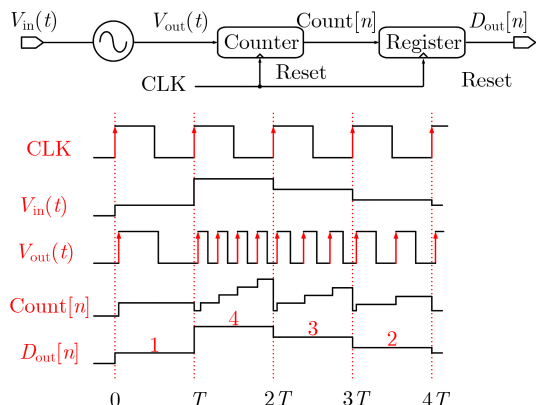 V_in(t) V_out(t) Count[n] D_out[n]
Counter Register
CLK Reset Reset
CLK
V_in(t)
V_out(t)
Count[n]
4 3 2
1
D_out[n]
0 T 2T 3T 4T